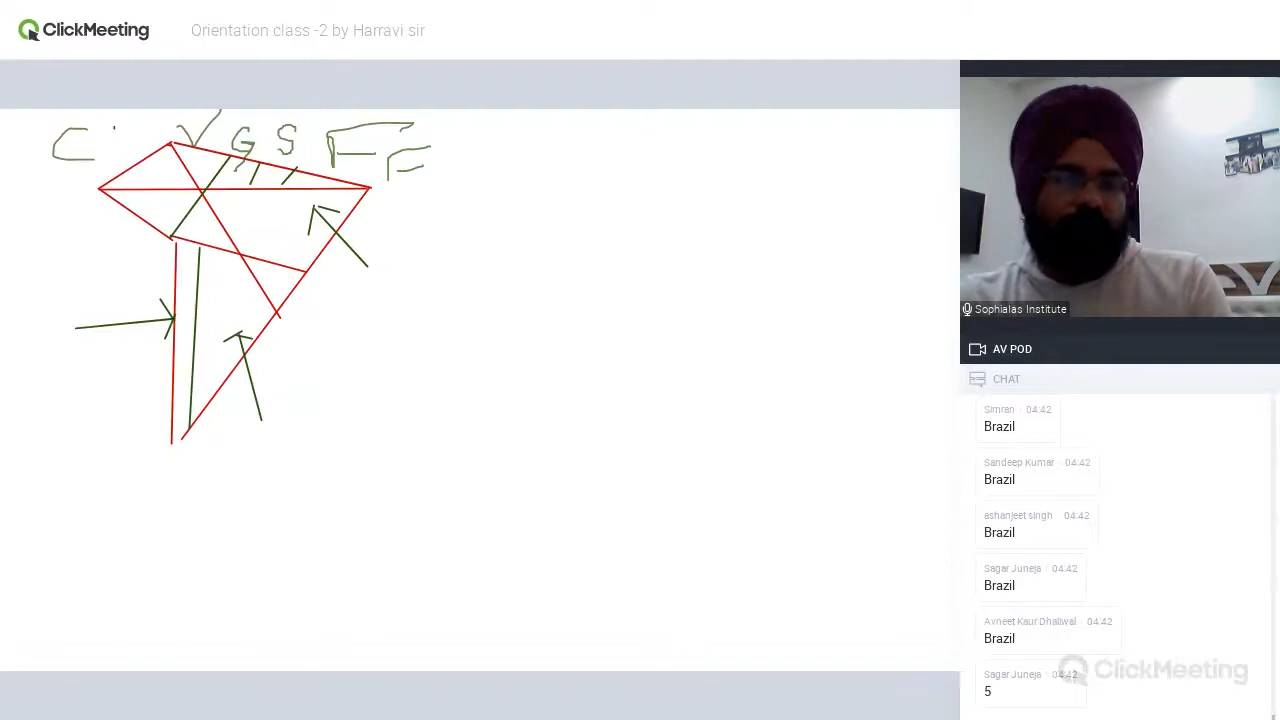 ClickMeeting
Orientation class -2 by Harravi sir
C V G S F F
Sophialas Institute
AV POD
CHAT
Simran · 04:42
Brazil
Sandeep Kumar · 04:42
Brazil
ashanjeet singh 04:42
Brazil
Sagar Juneja · 04:42
Brazil
Avneet Kaur Dhaliwal · 04:42
Brazil
Sagar Juneja · 04:42
5
ClickMeeting